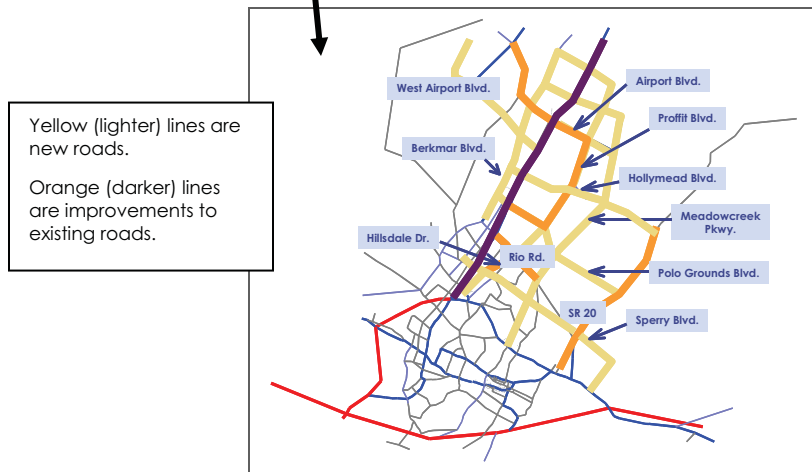 Yellow (lighter) lines are
new roads.
Orange (darker) lines
are improvements to
existing roads.
West Airport Blvd.
Airport Blvd.
Proffit Blvd.
Berkmar Blvd.
Hollymead Blvd.
Meadowcreek
Pkwy.
Hillsdale Dr.
Rio Rd.
Polo Grounds Blvd.
SR 20
Sperry Blvd.